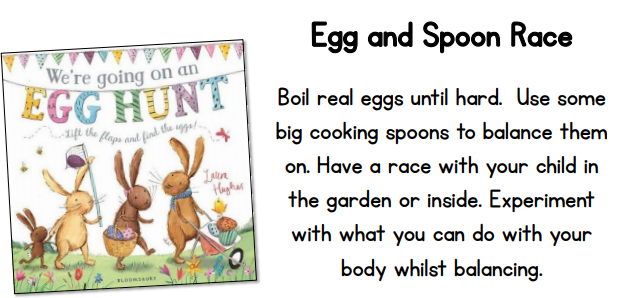 We're going on an
EGG HUNT
Lift the flaps and find the eggs!
Laura
Hughes
BLOOMSBURY
Egg and Spoon Race
Boil real eggs until hard.  Use some
big cooking spoons to balance them
on. Have a race with your child in
the garden or inside. Experiment
with what you can do with your
body whilst balancing.